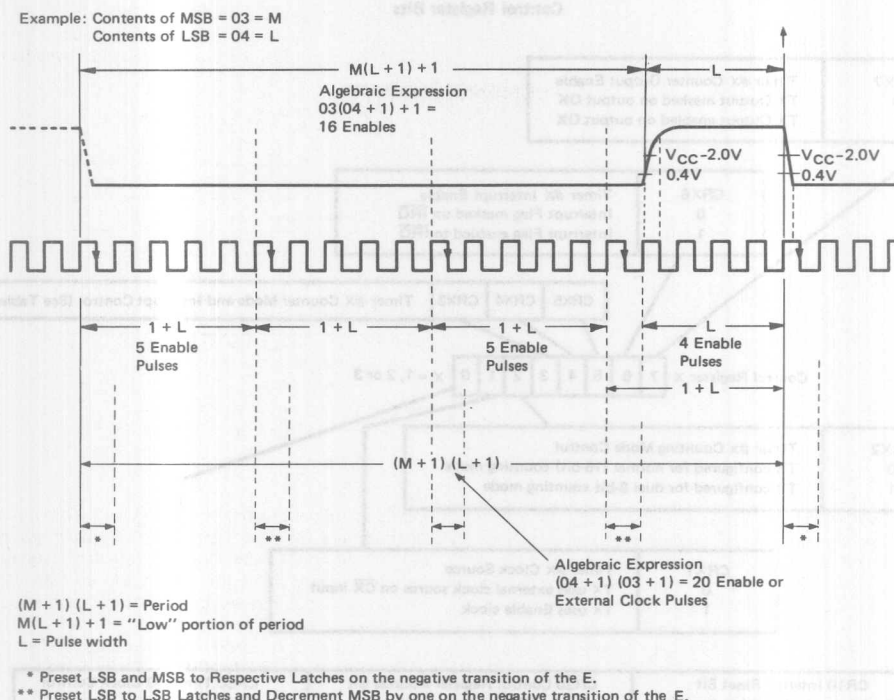 Example: Contents of MSB = 03 = M
Contents of LSB = 04 = L
M(L + 1) + 1
L
Algebraic Expression
03(04 + 1) + 1 =
16 Enables
VCC-2.0V
0.4V
VCC-2.0V
0.4V
1 + L
5 Enable
Pulses
1 + L
1 + L
5 Enable
Pulses
L
4 Enable
Pulses
1 + L
(M + 1) (L + 1)
*
**
**
**
*
Algebraic Expression
(04 + 1) (03 + 1) = 20 Enable or
External Clock Pulses
(M + 1) (L + 1) = Period
M(L + 1) + 1 = "Low" portion of period
L = Pulse width
* Preset LSB and MSB to Respective Latches on the negative transition of the E.
** Preset LSB to LSB Latches and Decrement MSB by one on the negative transition of the E.